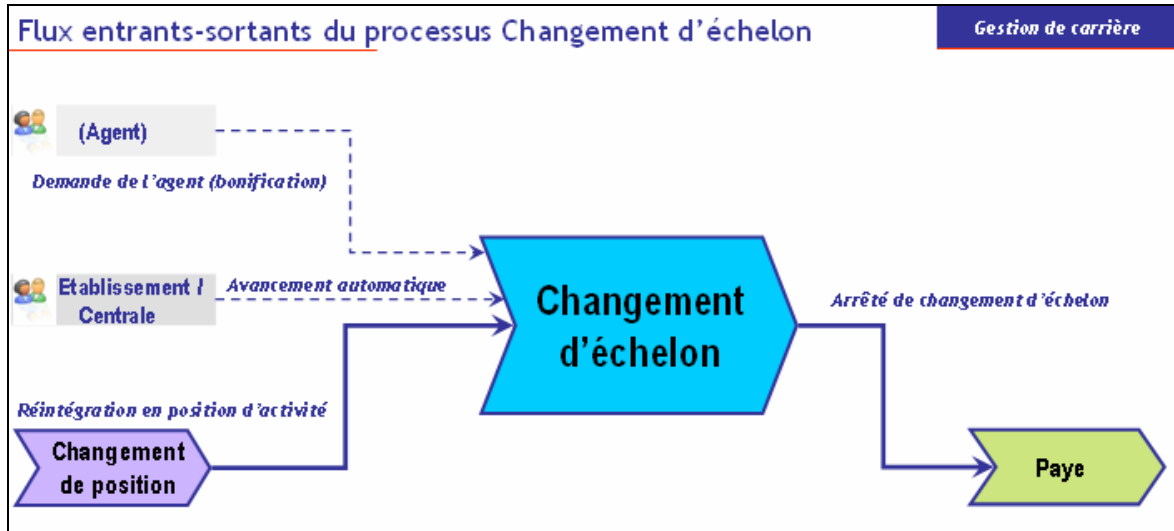 Flux entrants-sortants du processus Changement d'échelon
Gestion de carrière
(Agent)
Demande de l'agent (bonification)
Etablissement /
Centrale
Avancement automatique
Changement
d'échelon
Arrêté de changement d'échelon
Réintégration en position d'activité
Changement
de position
Paye